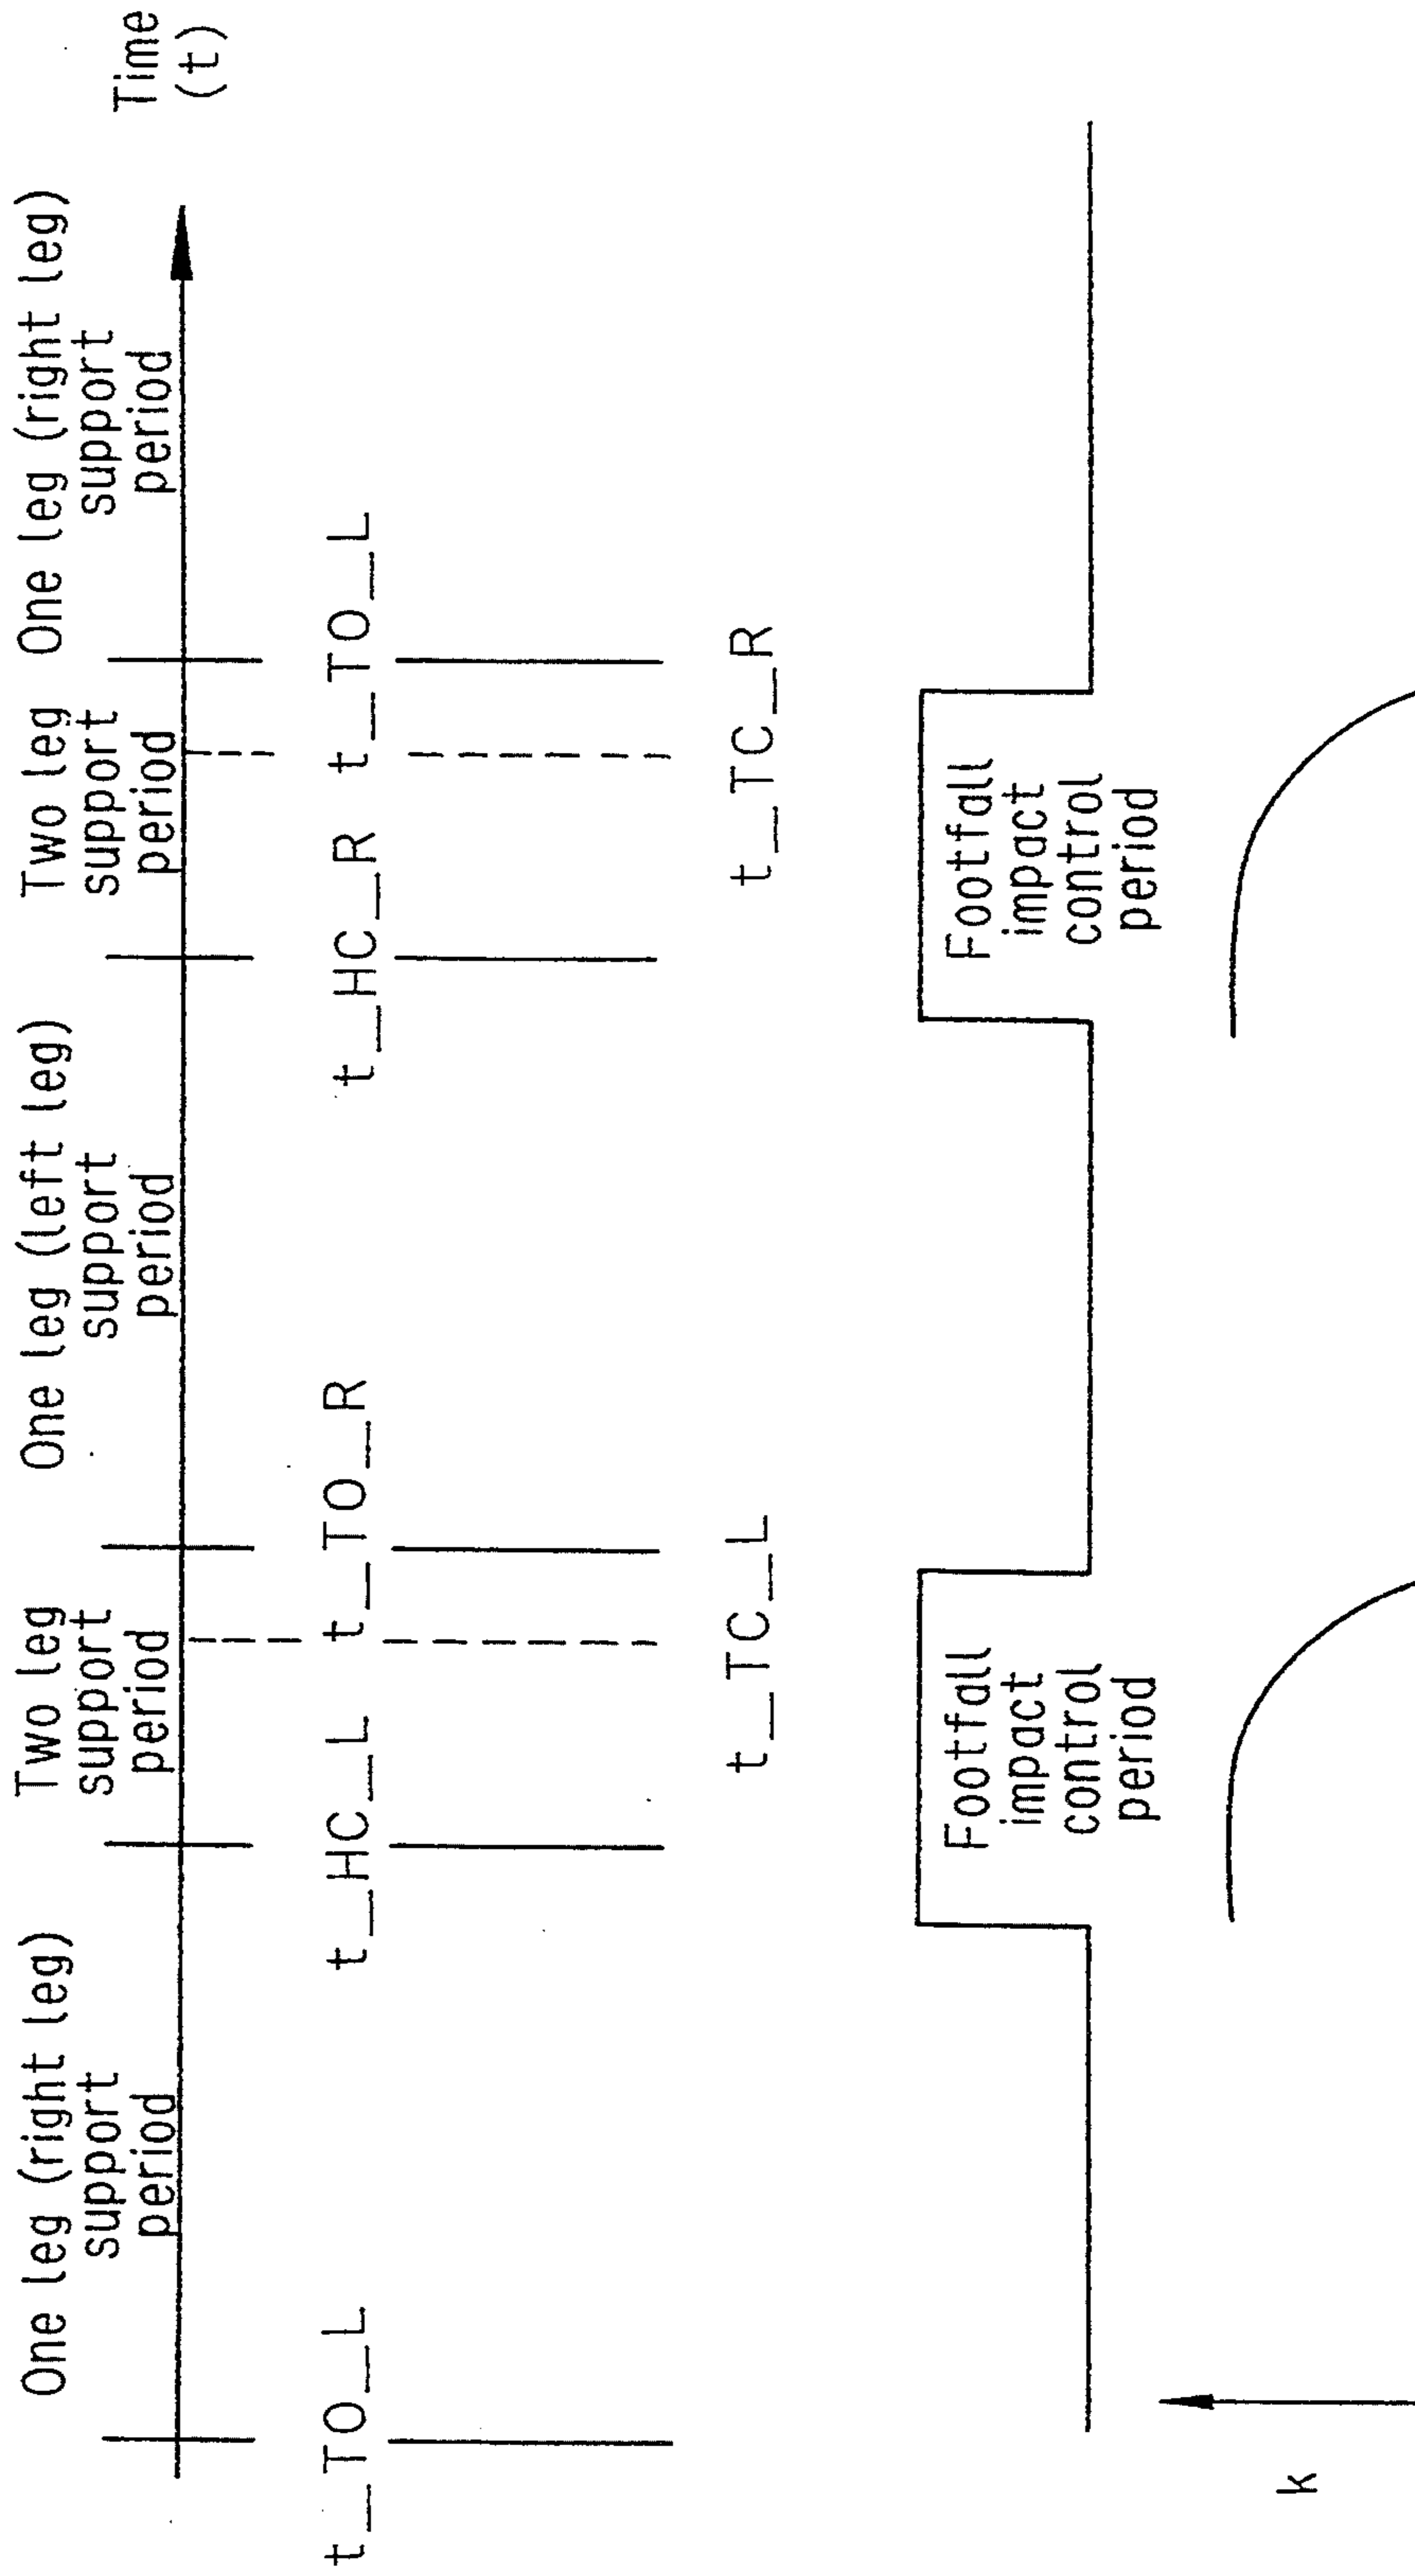 One leg (right leg)
support
period
Two leg
support
period
One leg (left leg)
support
period
Two leg
support
period
One leg (right leg)
support
period
Time
(t)
t_TO_L
t_HC_L
t_TO_R
t_HC_R
t_TO_L
t_TC_L
t_TC_R
Footfall
impact
control
period
Footfall
impact
control
period
k